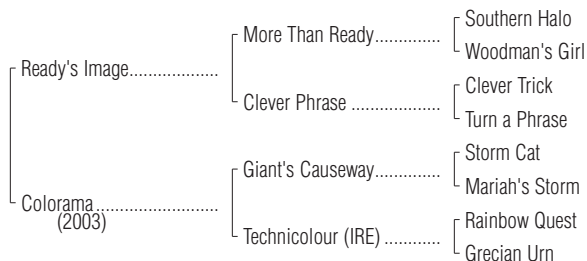 Southern Halo
More Than Ready..............
Woodman's Girl
Ready's Image...................
Clever Trick
Clever Phrase ...................
Turn a Phrase
Storm Cat
Giant's Causeway..............
Mariah's Storm
Colorama..........................
(2003)
Rainbow Quest
Technicolour (IRE) ............
Grecian Urn